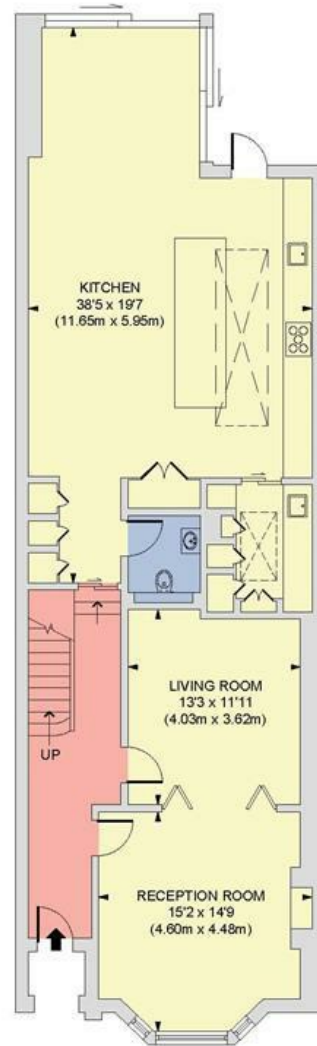 KITCHEN
38'5 x 19'7
(11.65m x 5.95m)
UP
LIVING ROOM
13'3 x 11'11
(4.03m x 3.62m)
RECEPTION ROOM
15'2 x 14'9
(4.60m x 4.48m)